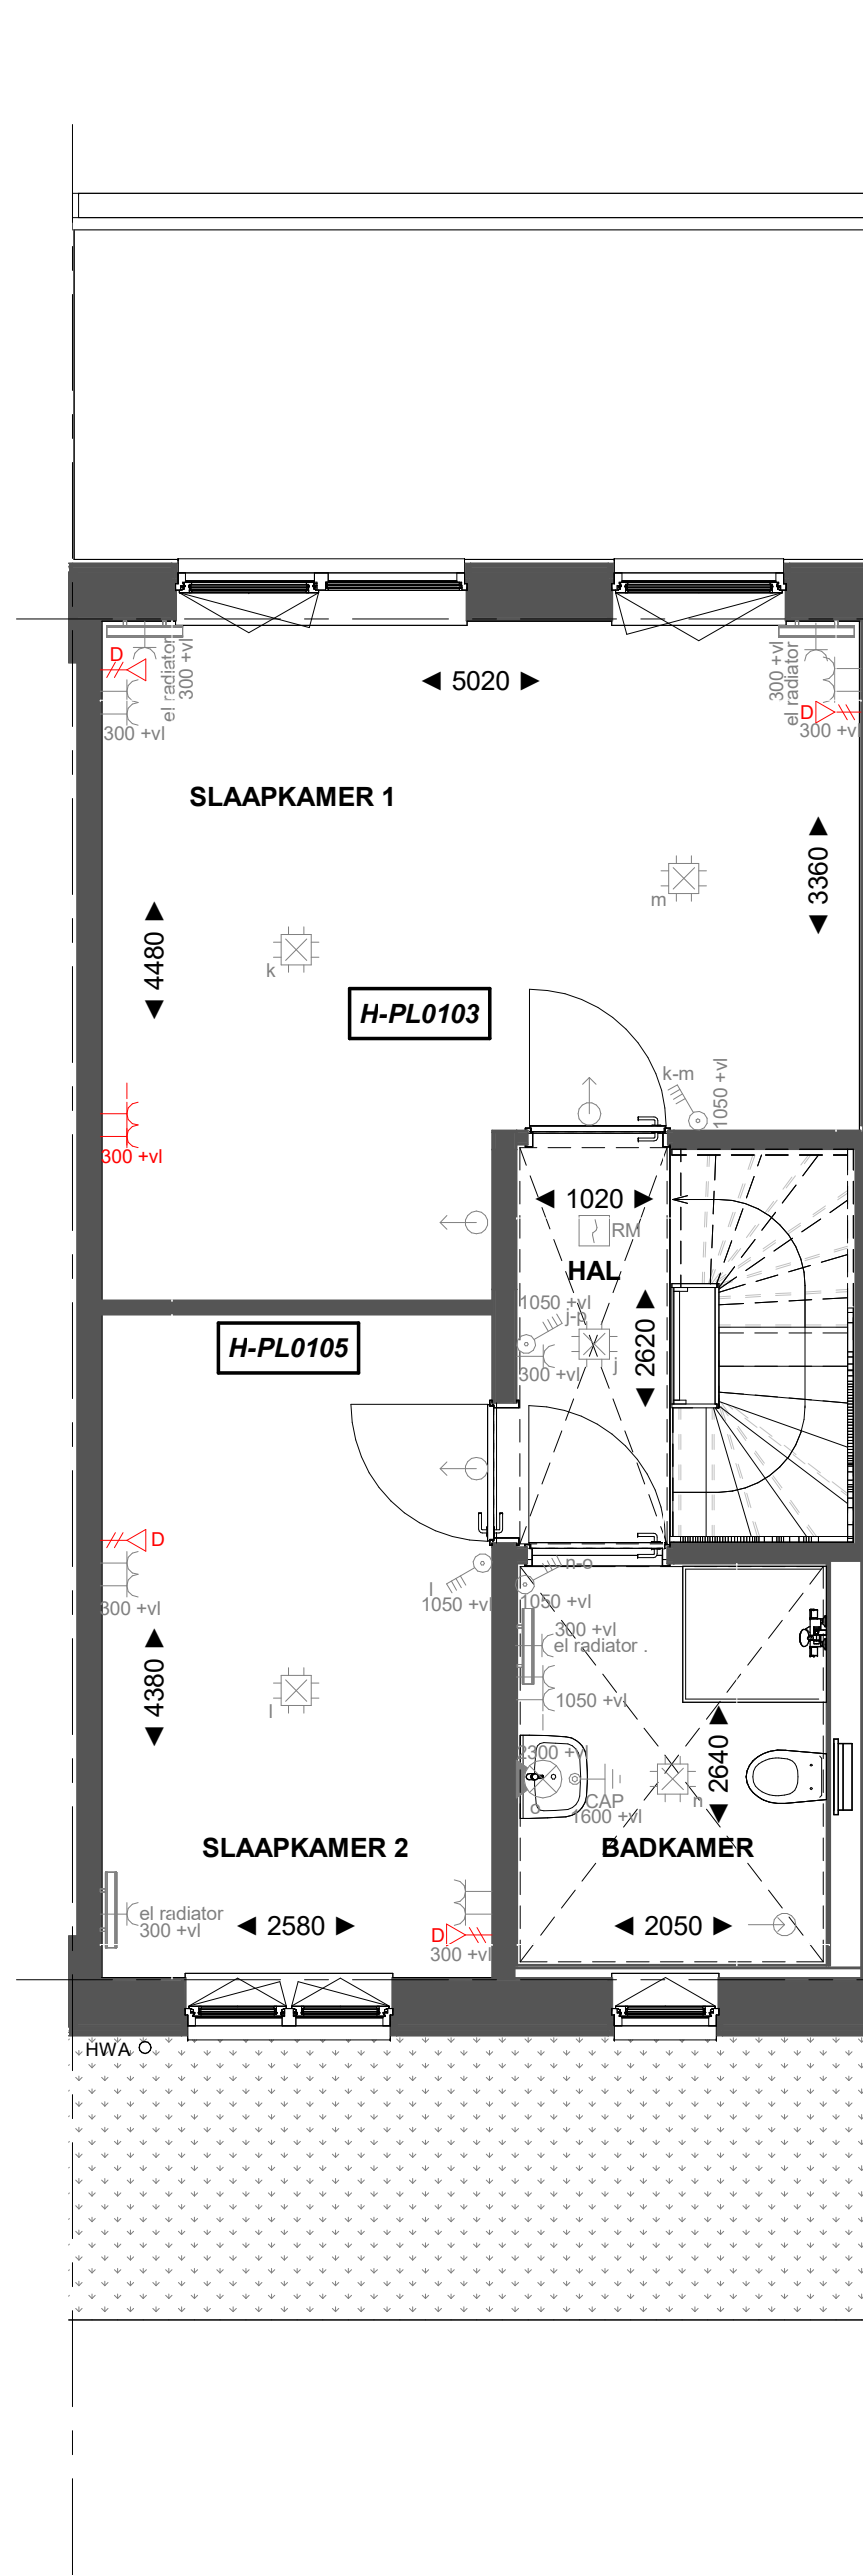 D
el radiator
300 +vl
300 +vl
5020
300 +vl
el radiator
D
300 +vl
SLAAPKAMER 1
3360
m
4480
k
H-PL0103
k-m
1050 +vl
300 +vl
1020
RM
HAL
1050 +vl
j-p
2620
300 +vl
j
H-PL0105
D
300 +vl
l
1050 +vl
n-o
1050 +vl
300 +vl
el radiator .
1050 +vl
4380
l
2300 +vl
o
CAP
1600 +vl
n
2640
SLAAPKAMER 2
BADKAMER
el radiator
300 +vl
2580
D
300 +vl
2050
HWA